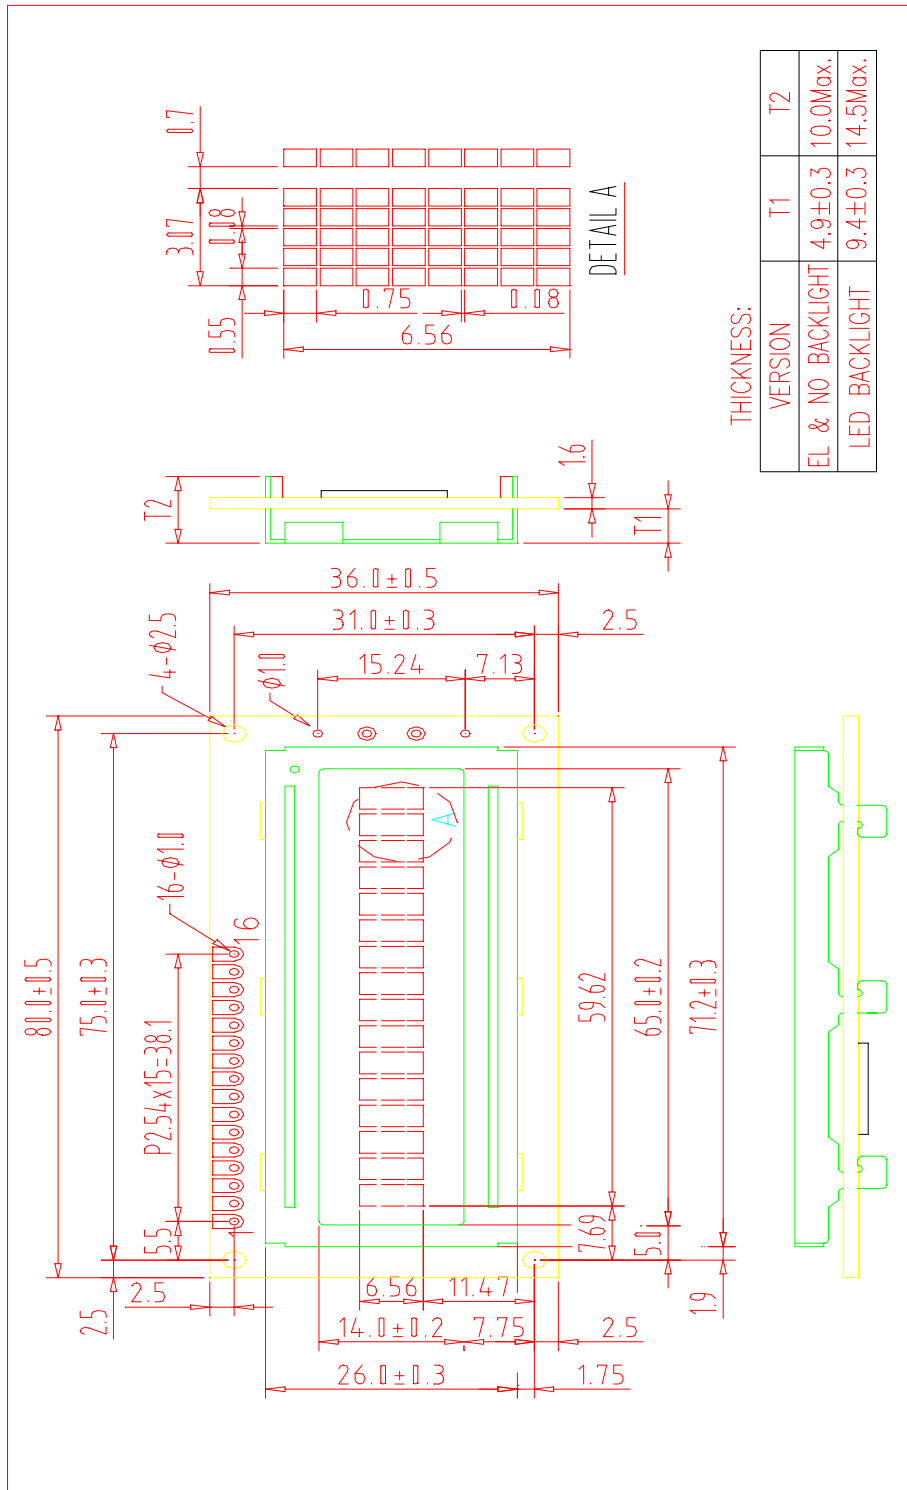 80.0±0.5
75.0±0.3
P2.54x15=38.1
5.5
2.5
2.5
16-ϕ1.0
16
1
4-ϕ2.5
ϕ1.0
36.0±0.5
31.0±0.3
2.5
15.24
7.13
A
59.62
65.0±0.2
71.2±0.3
7.69
5.0
1.9
6.56
11.47
14.0±0.2
7.75
2.5
26.0±0.3
1.75
T2
1.6
T1
0.7
3.07
0.08
0.55
0.75
0.08
6.56
DETAIL A
THICKNESS:
VERSION T1 T2
EL & NO BACKLIGHT 4.9±0.3 10.0Max.
LED BACKLIGHT 9.4±0.3 14.5Max.